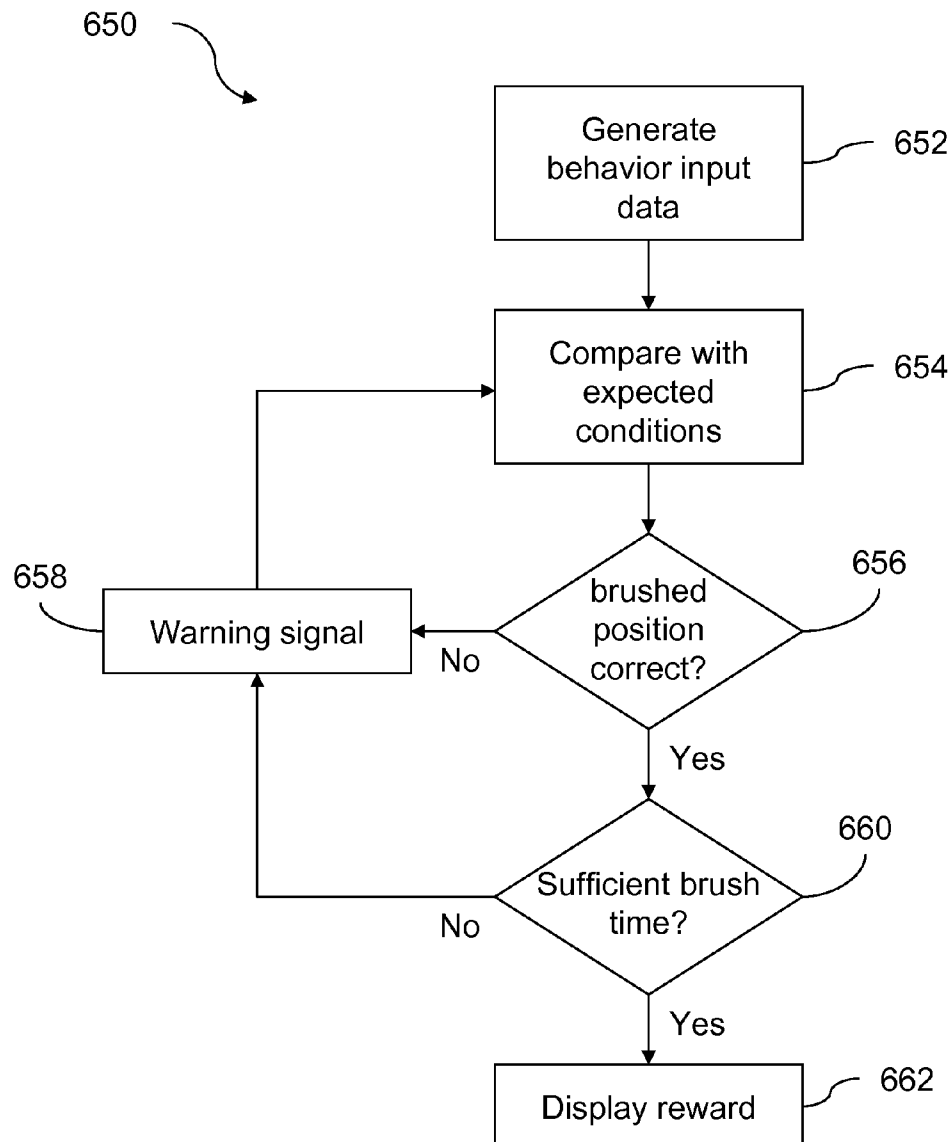 650
Generate
behavior input
data
652
Compare with
expected
conditions
654
brushed
position
correct?
656
658
Warning signal
No
Yes
Sufficient brush
time?
660
No
Yes
Display reward
662